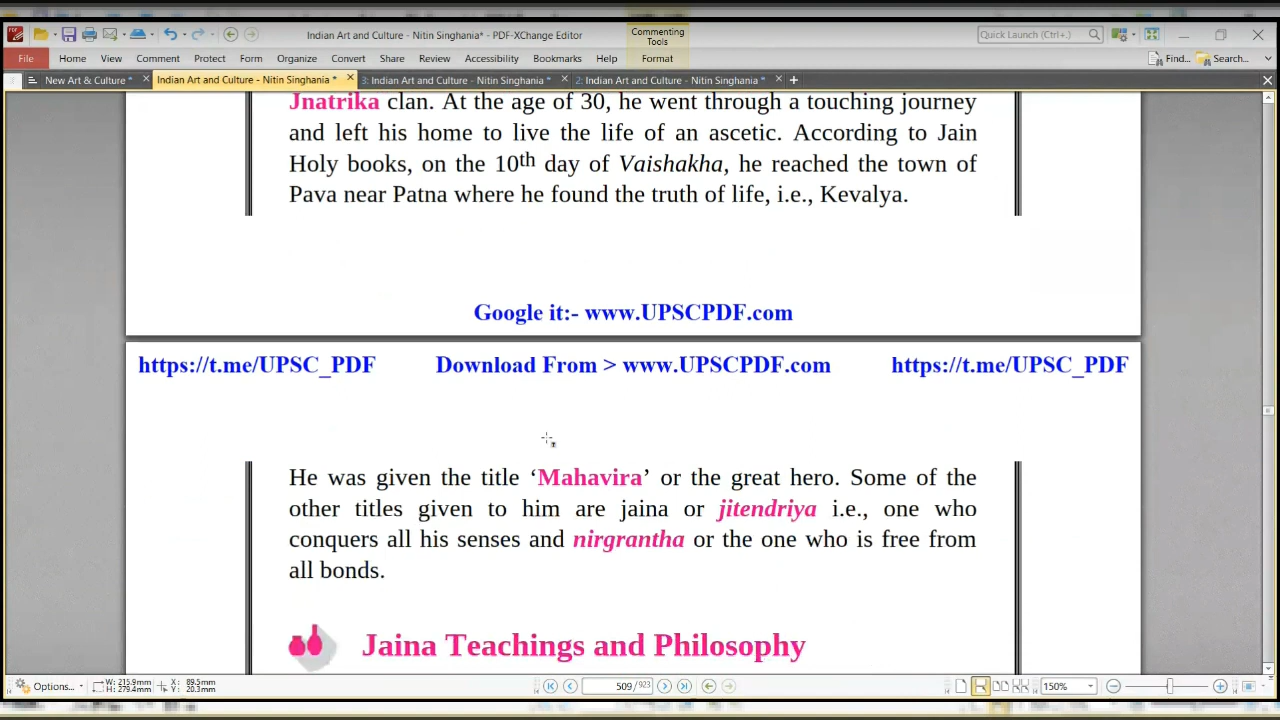 Indian Art and Culture - Nitin Singhania* - PDF-XChange Editor
Commenting Tools
Quick Launch (Ctrl+.)
File Home View Comment Protect Form Organize Convert Share Review Accessibility Bookmarks Help Format Find... Search...
New Art & Culture * Indian Art and Culture - Nitin Singhania * 3: Indian Art and Culture - Nitin Singhania * 2: Indian Art and Culture - Nitin Singhania *
Jnatrika clan. At the age of 30, he went through a touching journey
and left his home to live the life of an ascetic. According to Jain
Holy books, on the 10th day of Vaishakha, he reached the town of
Pava near Patna where he found the truth of life, i.e., Kevalya.
Google it:- www.UPSCPDF.com
https://t.me/UPSC_PDF Download From > www.UPSCPDF.com https://t.me/UPSC_PDF
He was given the title ‘Mahavira’ or the great hero. Some of the
other titles given to him are jaina or jitendriya i.e., one who
conquers all his senses and nirgrantha or the one who is free from
all bonds.
Jaina Teachings and Philosophy
Options... W: 215.9mm H: 279.4mm X: 89.5mm Y: 20.3mm 509 / 923 150%